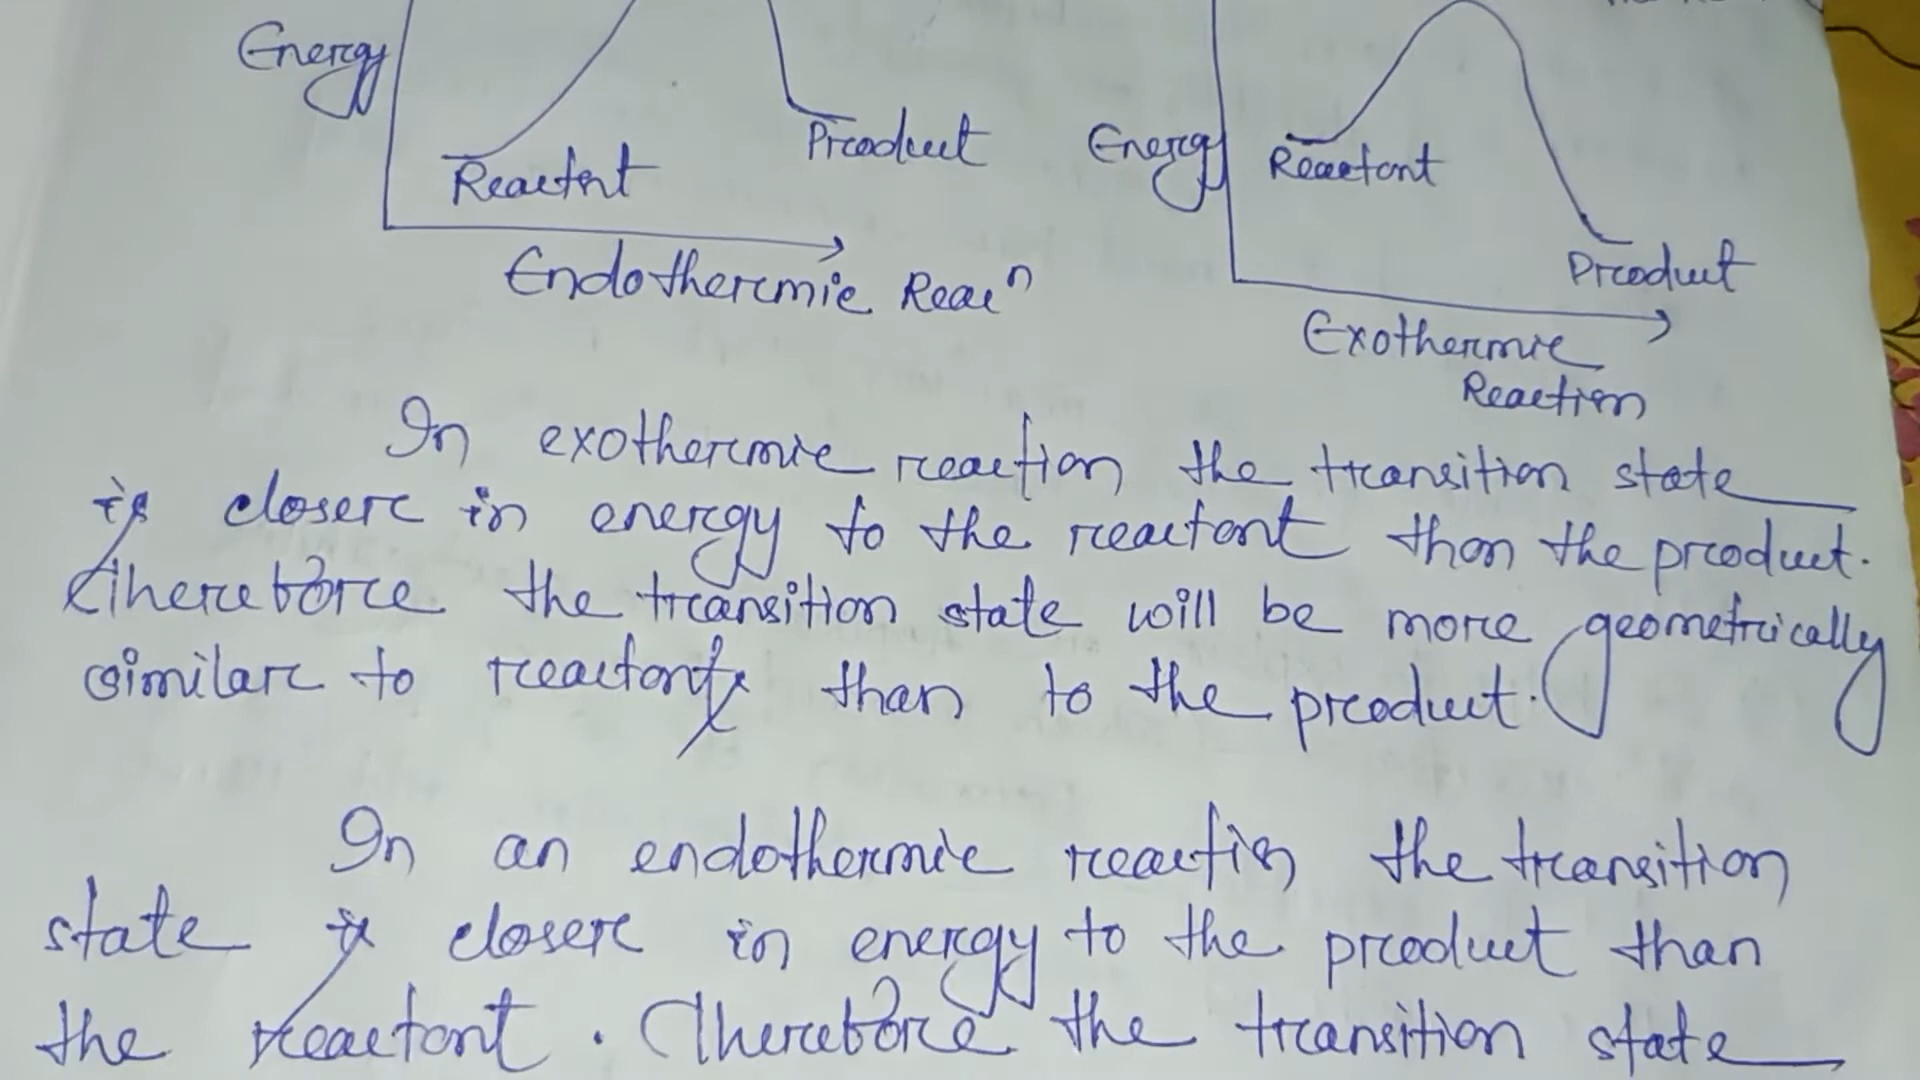 Energy
Reactent
Product
Endothermic Reacⁿ
Energy
Reactant
Product
Exothermic
Reaction
In exothermic reaction the transition state
is closer in energy to the reactant than the product.
Therefore the transition state will be more geometrically
similar to reactant than to the product.
In an endothermic reaction the transition
state is closer in energy to the product than
the reactant. Therefore the transition state